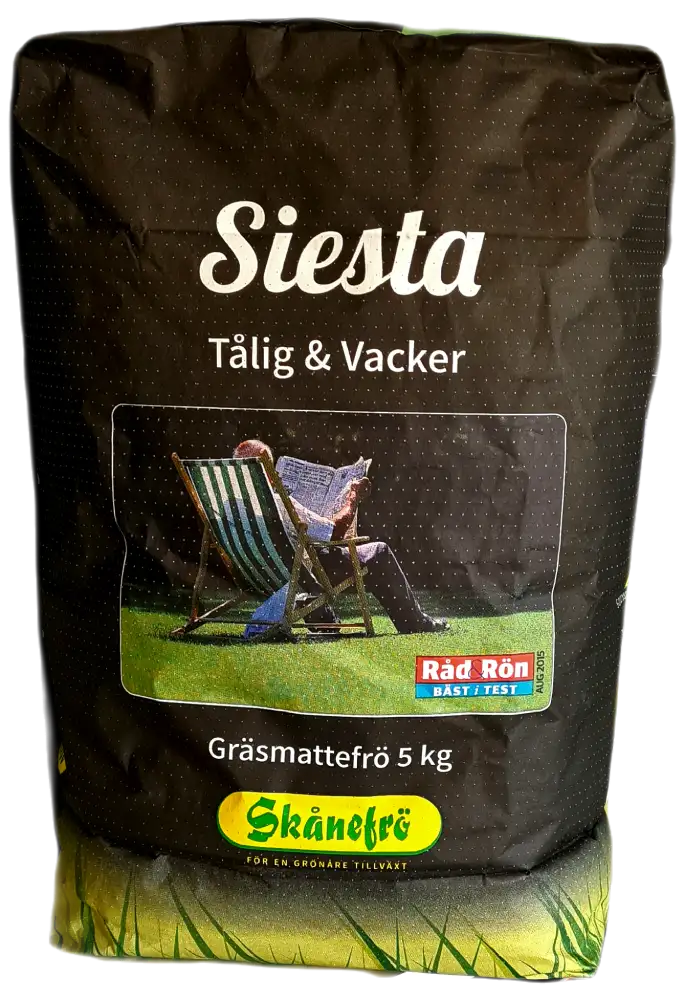 Siesta
Tålig & Vacker
Råd & Rön
BÄST i TEST
AUG 2015
Gräsmattefrö 5 kg
Skånefrö
FÖR EN GRÖNARE TILLVÄXT